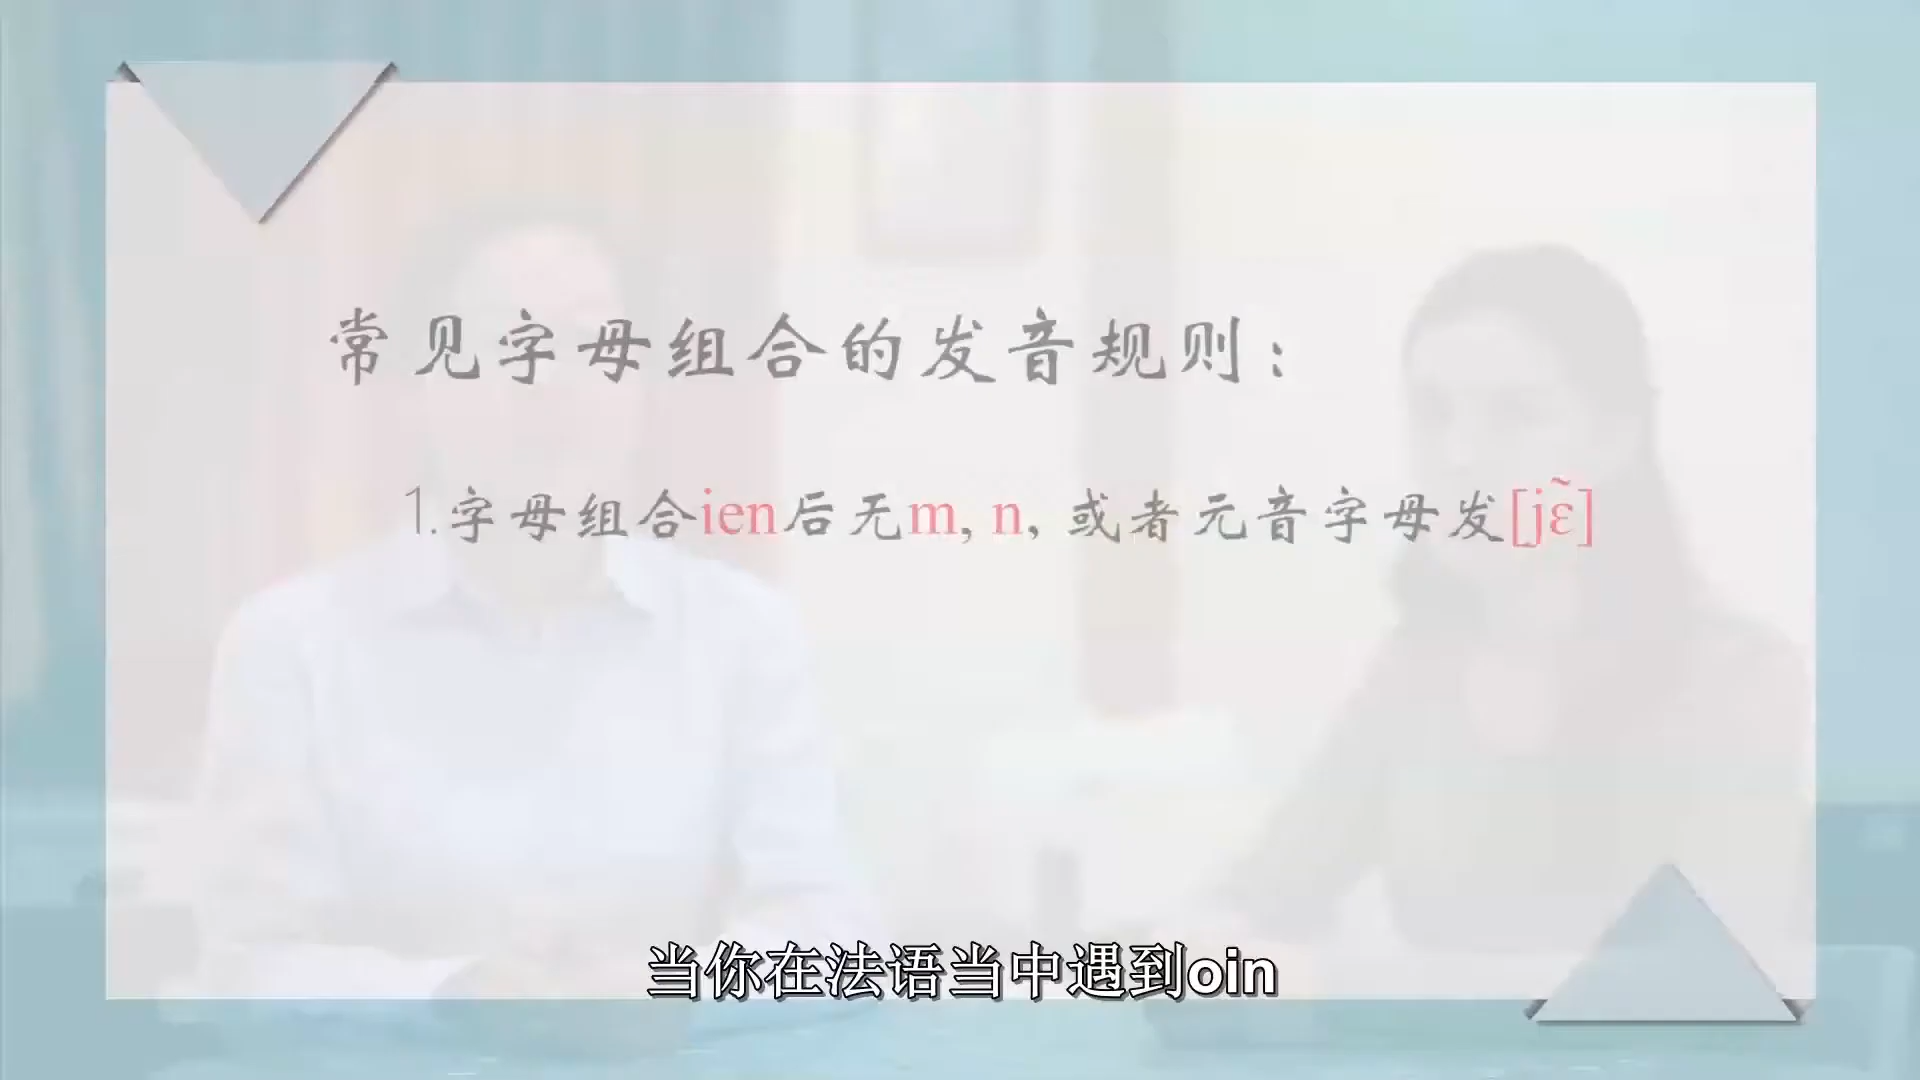 常见字母组合的发音规则：
1.字母组合ien后无m, n, 或者元音字母发[jɛ̃]
当你在法语当中遇到oin